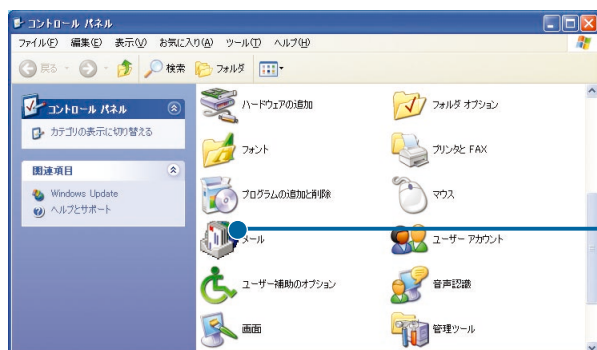 コントロール パネル
ファイル(F) 編集(E) 表示(V) お気に入り(A) ツール(T) ヘルプ(H)
戻る 検索 フォルダ
コントロール パネル
カテゴリの表示に切り替える
関連項目
Windows Update
ヘルプとサポート
ハードウェアの追加 フォルダ オプション
フォント プリンタと FAX
プログラムの追加と削除 マウス
メール ユーザー アカウント
ユーザー補助のオプション 音声認識
画面 管理ツール